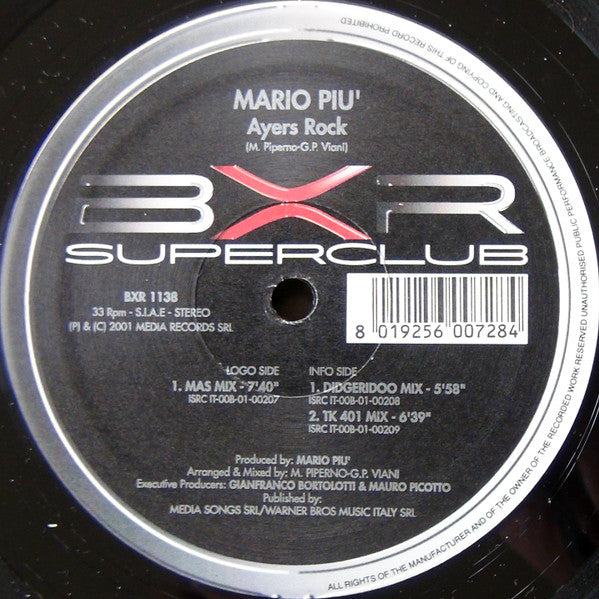 MARIO PIU'
Ayers Rock
(M. Piperno-G.P. Viani)
BXR
SUPERCLUB
BXR 1138
33 Rpm - S.I.A.E - STEREO
(P) & (C) 2001 MEDIA RECORDS SRL
8 019256 007284
LOGO SIDE
1. MAS MIX - 7'40"
ISRC IT-00B-01-00207
INFO SIDE
1. DIDGERIDOO MIX - 5'58"
ISRC IT-00B-01-00208
2. TK 401 MIX - 6'39"
ISRC IT-00B-01-00209
Produced by: MARIO PIU'
Arranged & Mixed by: M. PIPERNO-G.P. VIANI
Executive Producers: GIANFRANCO BORTOLOTTI & MAURO PICOTTO
Published by:
MEDIA SONGS SRL/WARNER BROS MUSIC ITALY SRL
ALL RIGHTS OF THE MANUFACTURER AND OF THE OWNER OF THE RECORDED WORK RESERVED UNAUTHORISED PUBLIC PERFORMANCE BROADCASTING AND COPYING OF THIS RECORD PROHIBITED